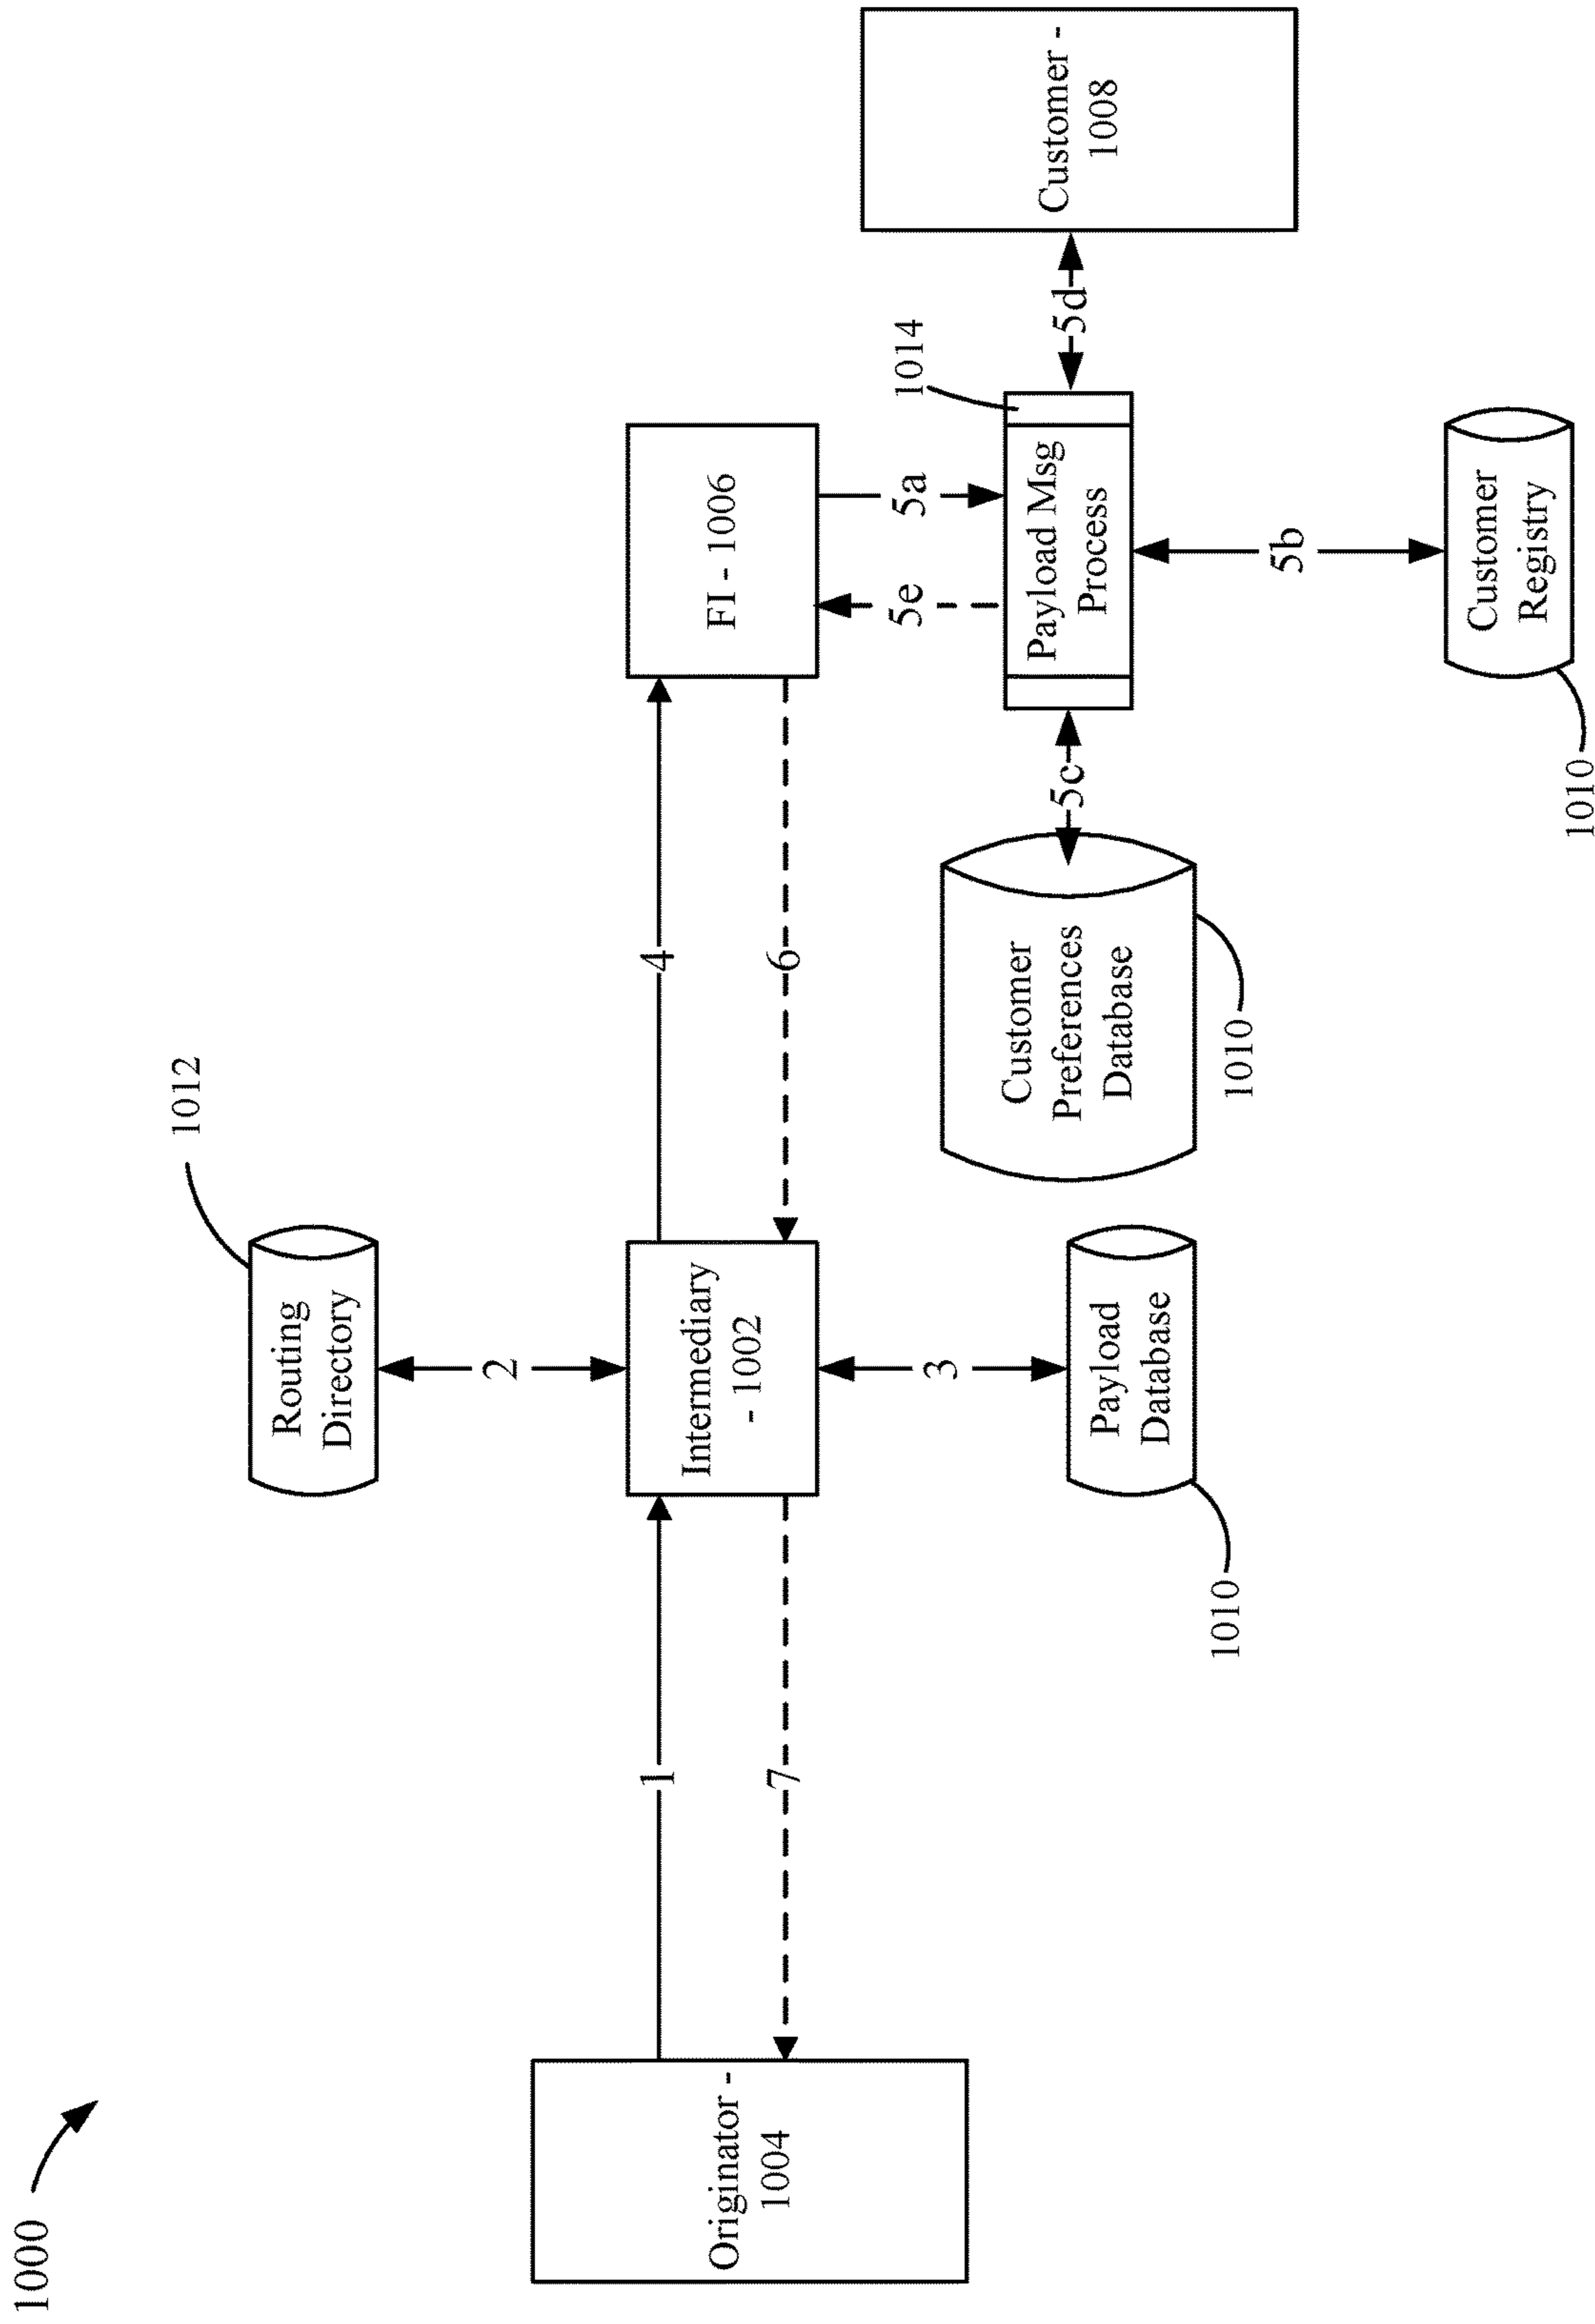 1000
Originator -
1004
1
7
Routing
Directory
1012
2
Intermediary
- 1002
3
Payload
Database
1010
4
6
FI - 1006
5a
5e
1014
Payload Msg
Process
5c
Customer
Preferences
Database
1010
5b
Customer
Registry
1010
5d
Customer -
1008